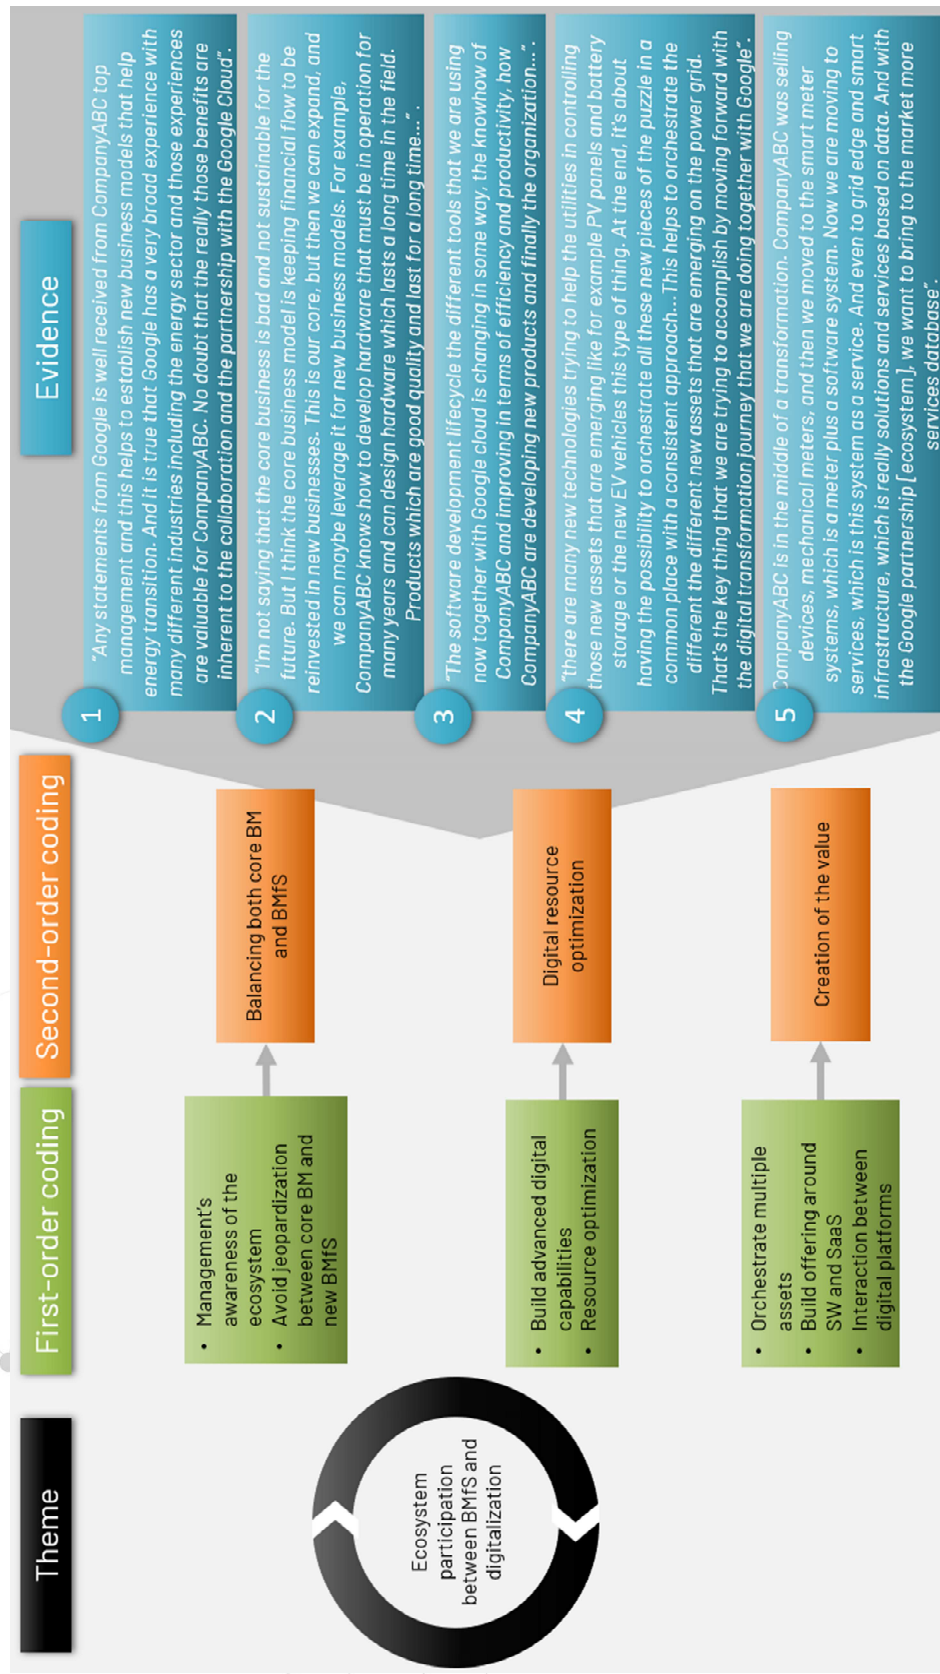 Theme
First-order coding
Second-order coding
Evidence
Ecosystem
participation
between BMfS and
digitalization
• Management's
awareness of the
ecosystem
• Avoid jeopardization
between core BM and
new BMfS
Balancing both core BM
and BMfS
• Build advanced digital
capabilities
• Resource optimization
Digital resource
optimization
• Orchestrate multiple
assets
• Build offering around
SW and SaaS
• Interaction between
digital platforms
Creation of the value
1
"Any statements from Google is well received from CompanyABC top
management and this helps to establish new business models that help
energy transition. And it is true that Google has a very broad experience with
many different industries including the energy sector and those experiences
are valuable for CompanyABC. No doubt that the really those benefits are
inherent to the collaboration and the partnership with the Google Cloud".
2
"I'm not saying that the core business is bad and not sustainable for the
future. But I think the core business model is keeping financial flow to be
reinvested in new businesses. This is our core, but then we can expand, and
we can maybe leverage it for new business models. For example,
CompanyABC knows how to develop hardware that must be in operation for
many years and can design hardware which lasts a long time in the field.
Products which are good quality and last for a long time…".
3
"The software development lifecycle the different tools that we are using
now together with Google cloud is changing in some way, the knowhow of
CompanyABC and improving in terms of efficiency and productivity, how
CompanyABC are developing new products and finally the organization…".
4
"there are many new technologies trying to help the utilities in controlling
those new assets that are emerging like for example PV panels and battery
storage or the new EV vehicles this type of thing. At the end, it's about
having the possibility to orchestrate all these new pieces of the puzzle in a
common place with a consistent approach… This helps to orchestrate the
different the different new assets that are emerging on the power grid.
That's the key thing that we are trying to accomplish by moving forward with
the digital transformation journey that we are doing together with Google".
5
CompanyABC is in the middle of a transformation. CompanyABC was selling
devices, mechanical meters, and then we moved to the smart meter
systems, which is a meter plus a software system. Now we are moving to
services, which is this system as a service. And even to grid edge and smart
infrastructure, which is really solutions and services based on data. And with
the Google partnership [ecosystem], we want to bring to the market more
services database".